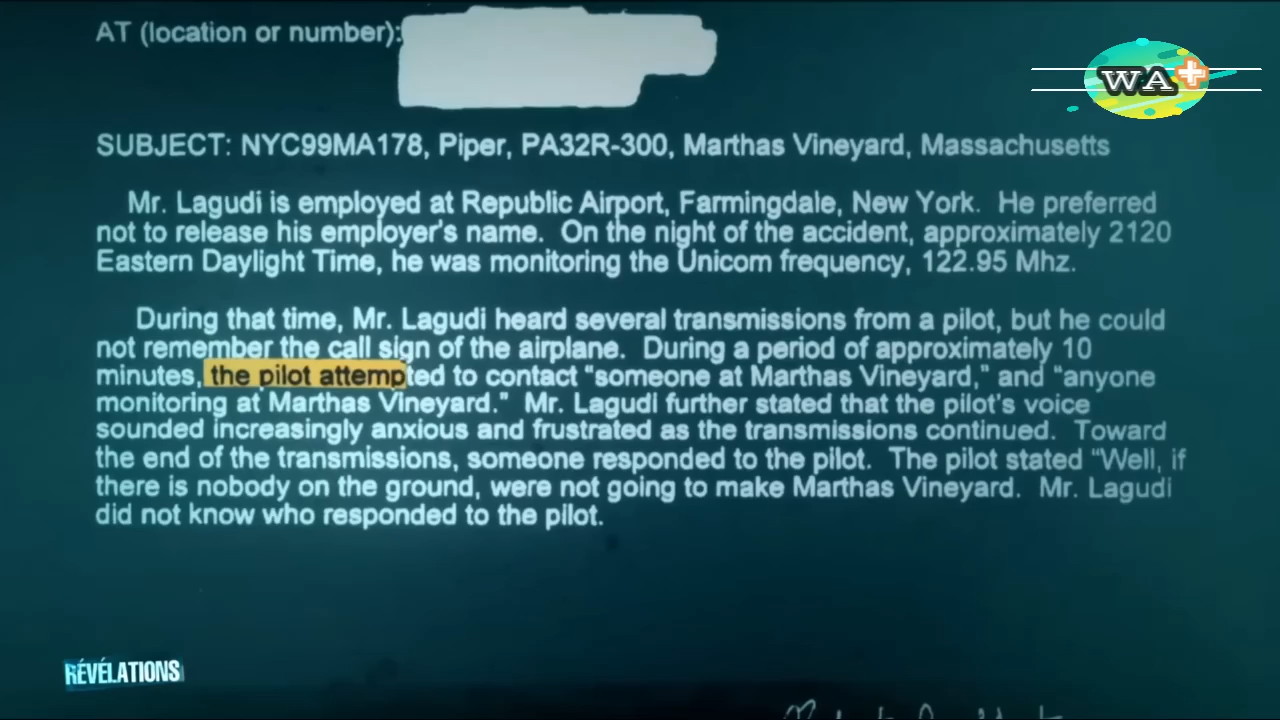 AT (location or number):
WA+
SUBJECT: NYC99MA178, Piper, PA32R-300, Marthas Vineyard, Massachusetts
Mr. Lagudi is employed at Republic Airport, Farmingdale, New York. He preferred
not to release his employer's name. On the night of the accident, approximately 2120
Eastern Daylight Time, he was monitoring the Unicom frequency, 122.95 Mhz.
During that time, Mr. Lagudi heard several transmissions from a pilot, but he could
not remember the call sign of the airplane. During a period of approximately 10
minutes, the pilot attempted to contact “someone at Marthas Vineyard,” and “anyone
monitoring at Marthas Vineyard.” Mr. Lagudi further stated that the pilot's voice
sounded increasingly anxious and frustrated as the transmissions continued. Toward
the end of the transmissions, someone responded to the pilot. The pilot stated “Well, if
there is nobody on the ground, were not going to make Marthas Vineyard. Mr. Lagudi
did not know who responded to the pilot.
RÉVÉLATIONS